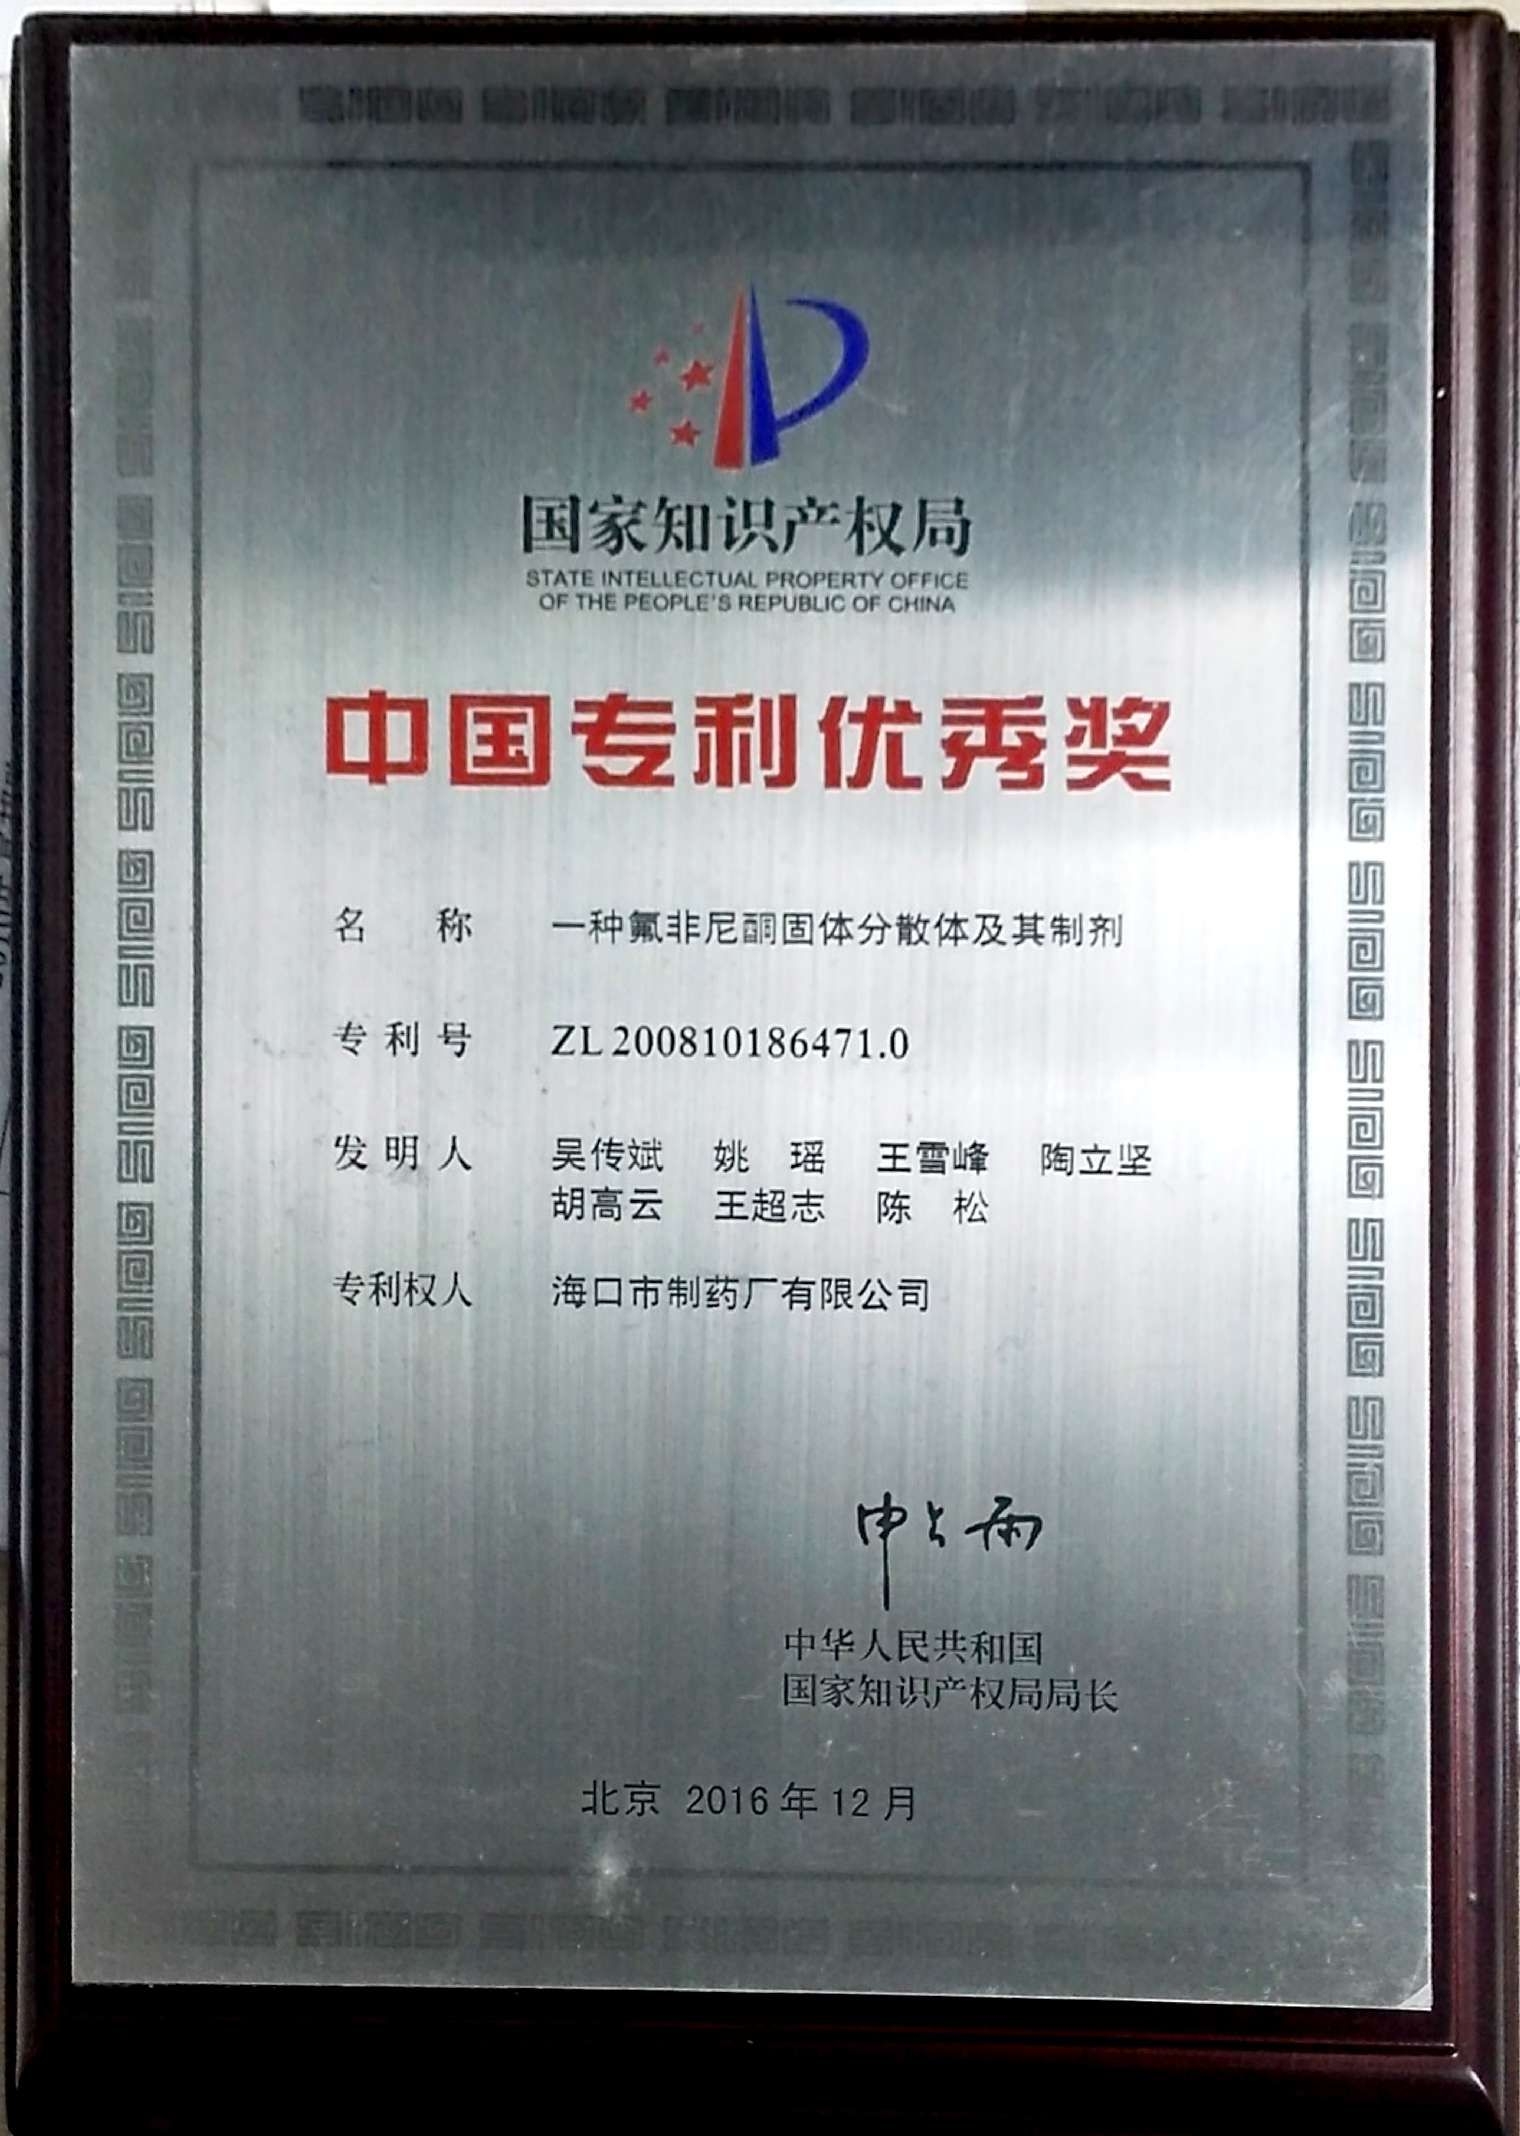 国家知识产权局
STATE INTELLECTUAL PROPERTY OFFICE
OF THE PEOPLE'S REPUBLIC OF CHINA
中国专利优秀奖
名称 一种氟非尼酮固体分散体及其制剂
专利号 ZL200810186471.0
发明人 吴传斌 姚瑶 王雪峰 陶立坚
胡高云 王超志 陈松
专利权人 海口市制药厂有限公司
申长雨
中华人民共和国
国家知识产权局局长
北京 2016年12月